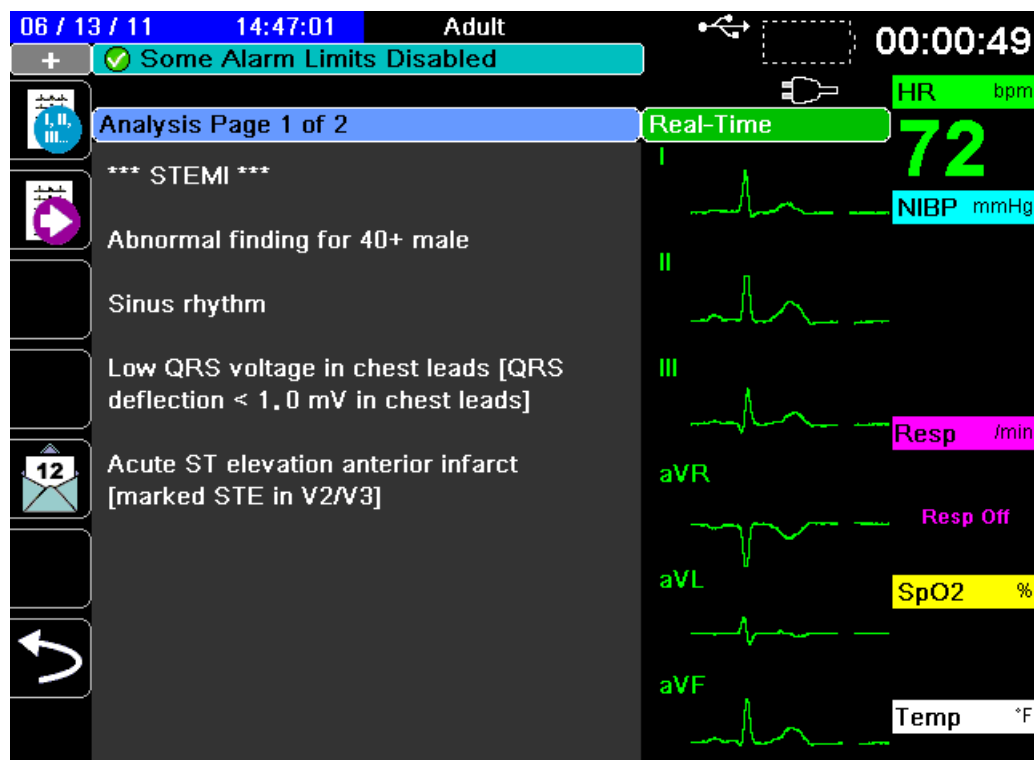 06 / 13 / 11 14:47:01 Adult
00:00:49
+ Some Alarm Limits Disabled
HR bpm
72
I, II, III...
Analysis Page 1 of 2
Real-Time
*** STEMI ***
Abnormal finding for 40+ male
Sinus rhythm
Low QRS voltage in chest leads [QRS
deflection < 1.0 mV in chest leads]
Acute ST elevation anterior infarct
[marked STE in V2/V3]
12
I
II
III
aVR
aVL
aVF
NIBP mmHg
Resp /min
Resp Off
SpO2 %
Temp °F